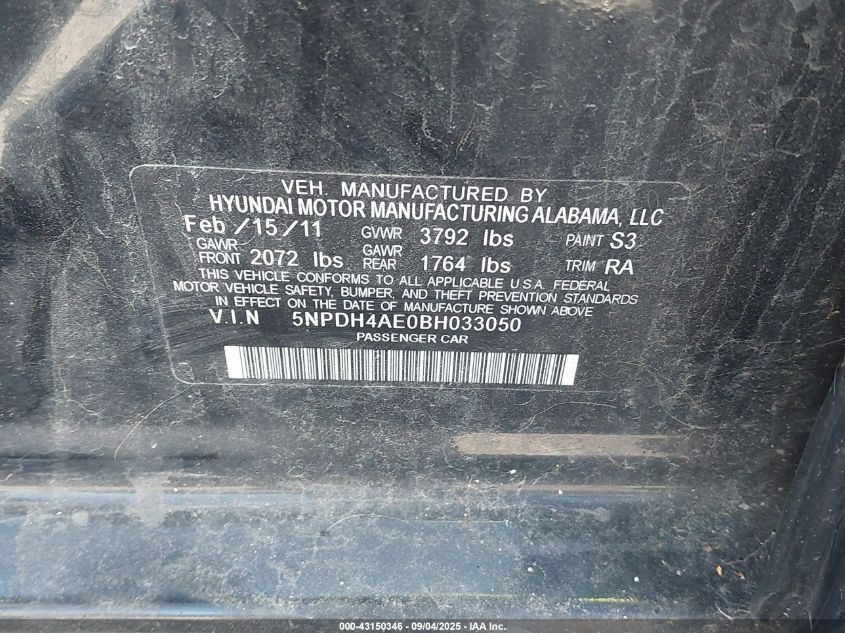 VEH. MANUFACTURED BY
HYUNDAI MOTOR MANUFACTURING ALABAMA, LLC
Feb / 15 / 11 GVWR 3792 lbs PAINT S3
GAWR FRONT 2072 lbs GAWR REAR 1764 lbs TRIM RA
THIS VEHICLE CONFORMS TO ALL APPLICABLE U.S.A. FEDERAL
MOTOR VEHICLE SAFETY, BUMPER, AND THEFT PREVENTION STANDARDS
IN EFFECT ON THE DATE OF MANUFACTURE SHOWN ABOVE
V.I.N 5NPDH4AE0BH033050
PASSENGER CAR
000-43150346 - 09/04/2025 - IAA Inc.